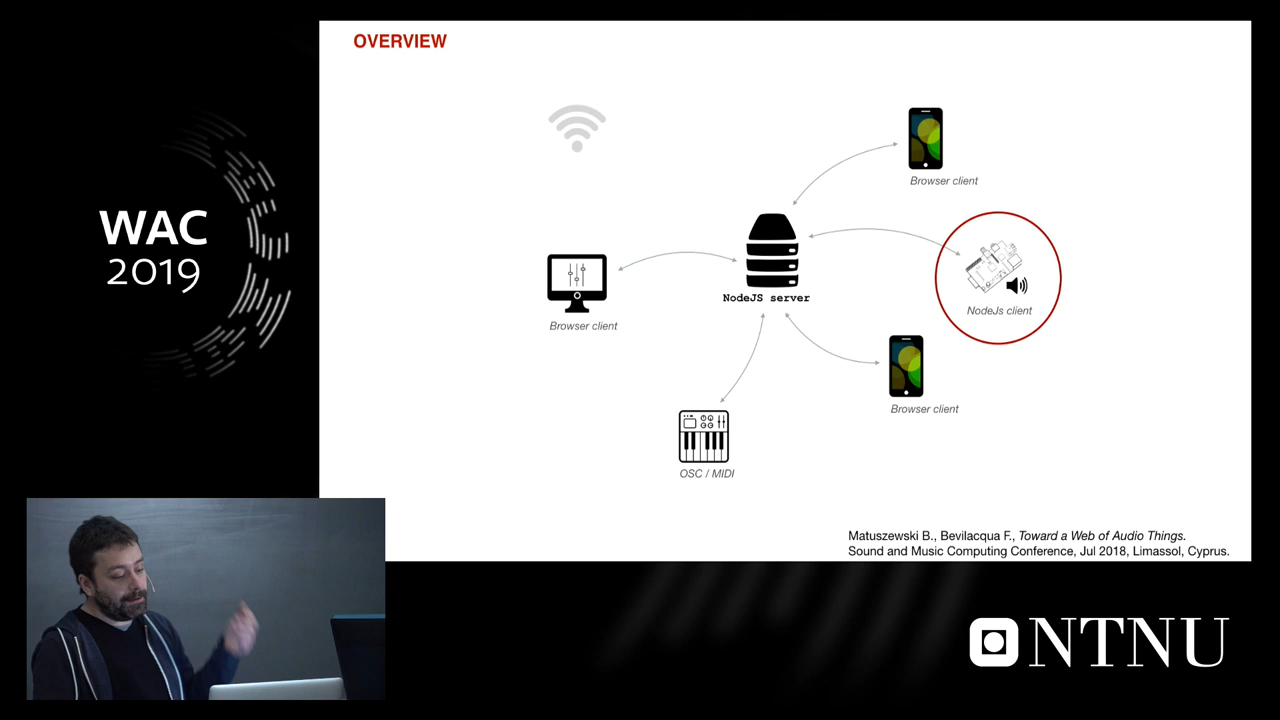 OVERVIEW
WAC
2019
Browser client
NodeJS server
NodeJs client
Browser client
Browser client
OSC / MIDI
Matuszewski B., Bevilacqua F., Toward a Web of Audio Things.
Sound and Music Computing Conference, Jul 2018, Limassol, Cyprus.
NTNU